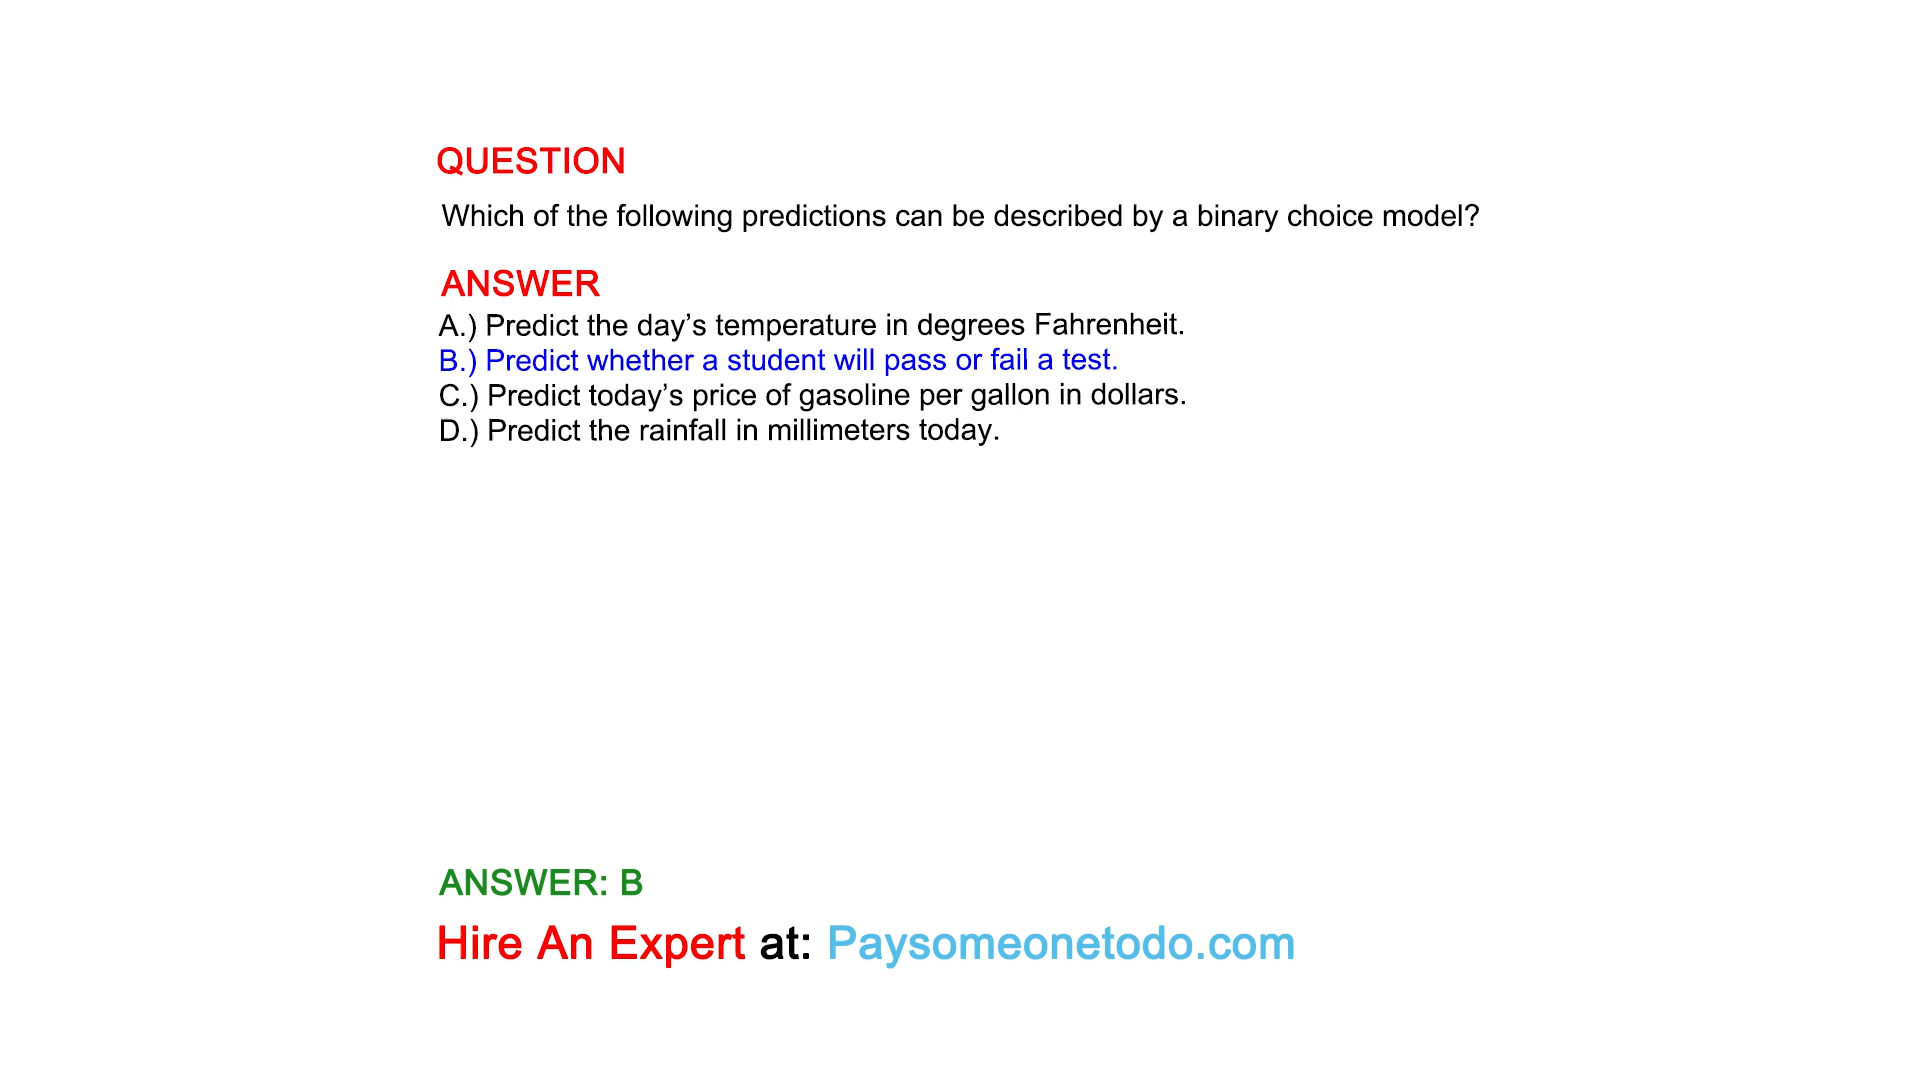 QUESTION
Which of the following predictions can be described by a binary choice model?
ANSWER
A.) Predict the day’s temperature in degrees Fahrenheit.
B.) Predict whether a student will pass or fail a test.
C.) Predict today’s price of gasoline per gallon in dollars.
D.) Predict the rainfall in millimeters today.
ANSWER: B
Hire An Expert at: Paysomeonetodo.com